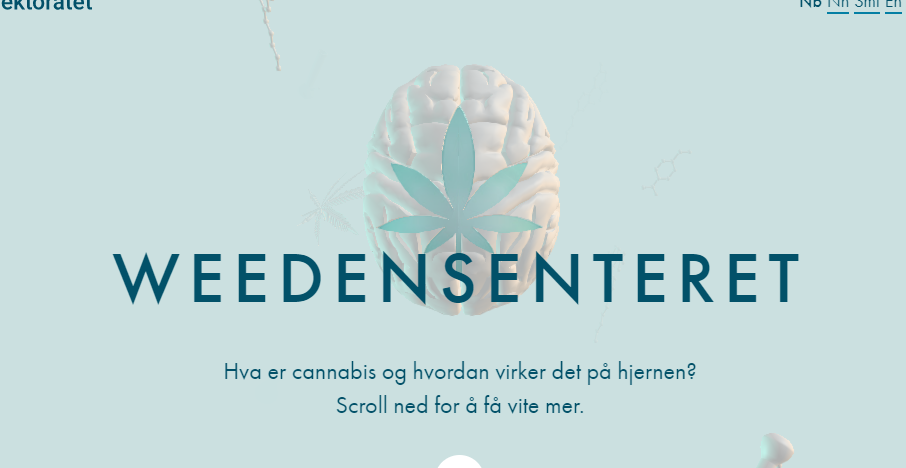 ektoratet
Nb Nn Smi En
WEEDENSENTERET
Hva er cannabis og hvordan virker det på hjernen?
Scroll ned for å få vite mer.